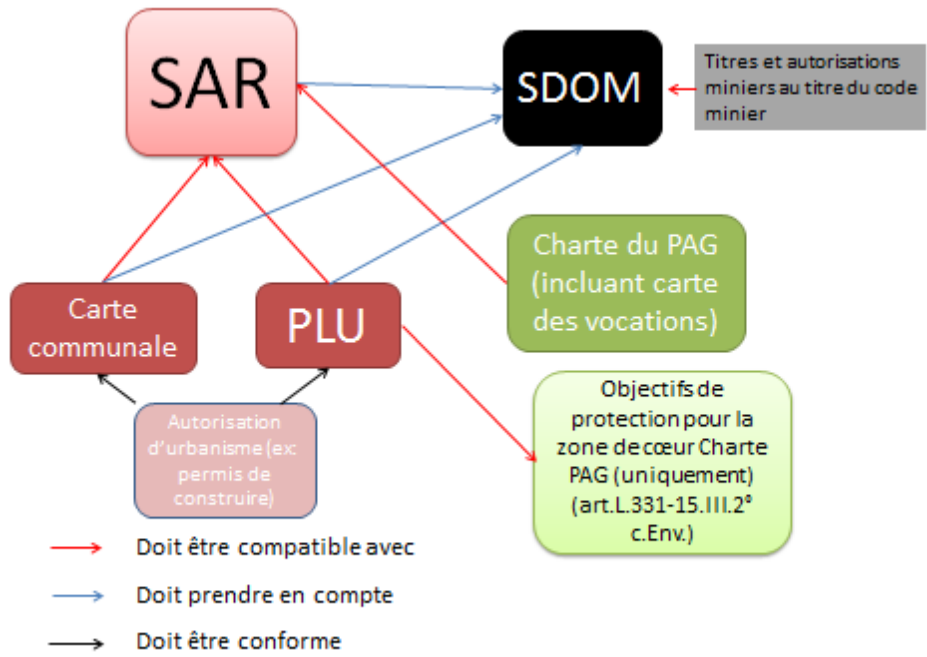 SAR
SDOM
Titres et autorisations
miniers au titre du code
minier
Charte du PAG
(incluant carte
des vocations)
Carte
communale
PLU
Objectifs de
protection pour la
zone de cœur Charte
PAG (uniquement)
(art.L.331-15.III.2°
c.Env.)
Autorisation
d'urbanisme (ex:
permis de
construire)
Doit être compatible avec
Doit prendre en compte
Doit être conforme